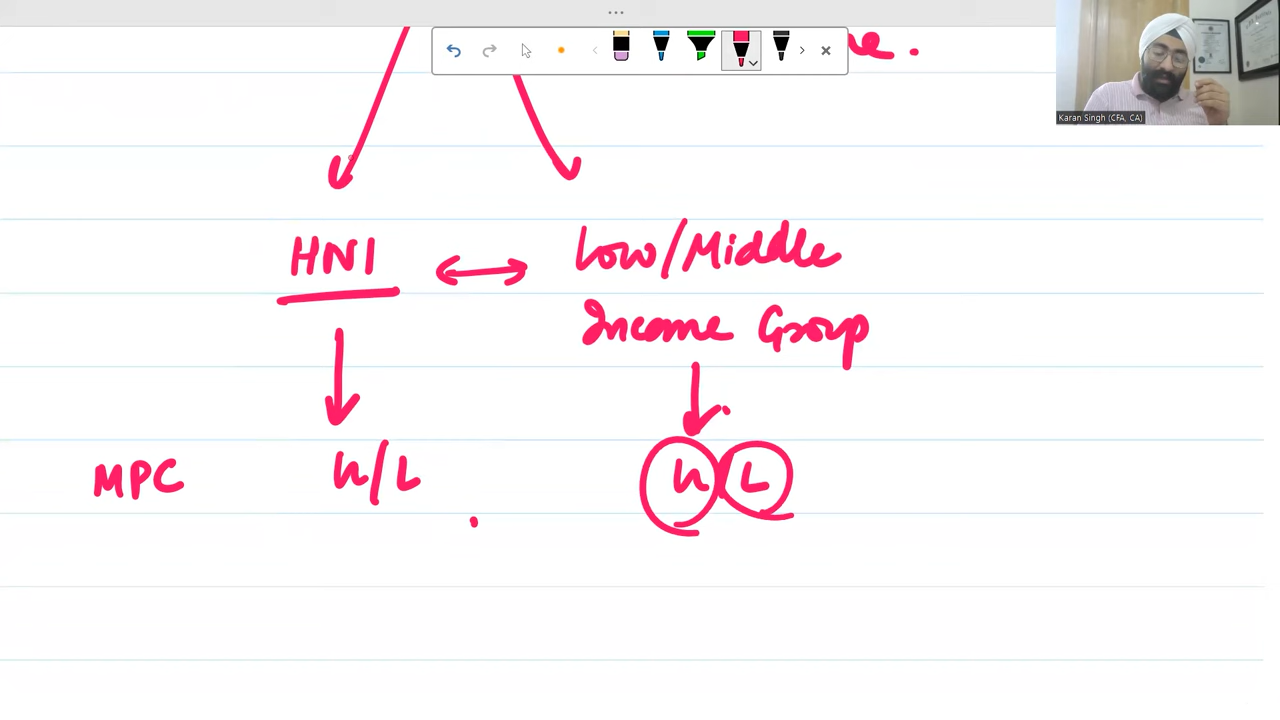 HNI ↔ Low/Middle
Income Group
MPC H/L H/L
Karan Singh (CFA, CA)